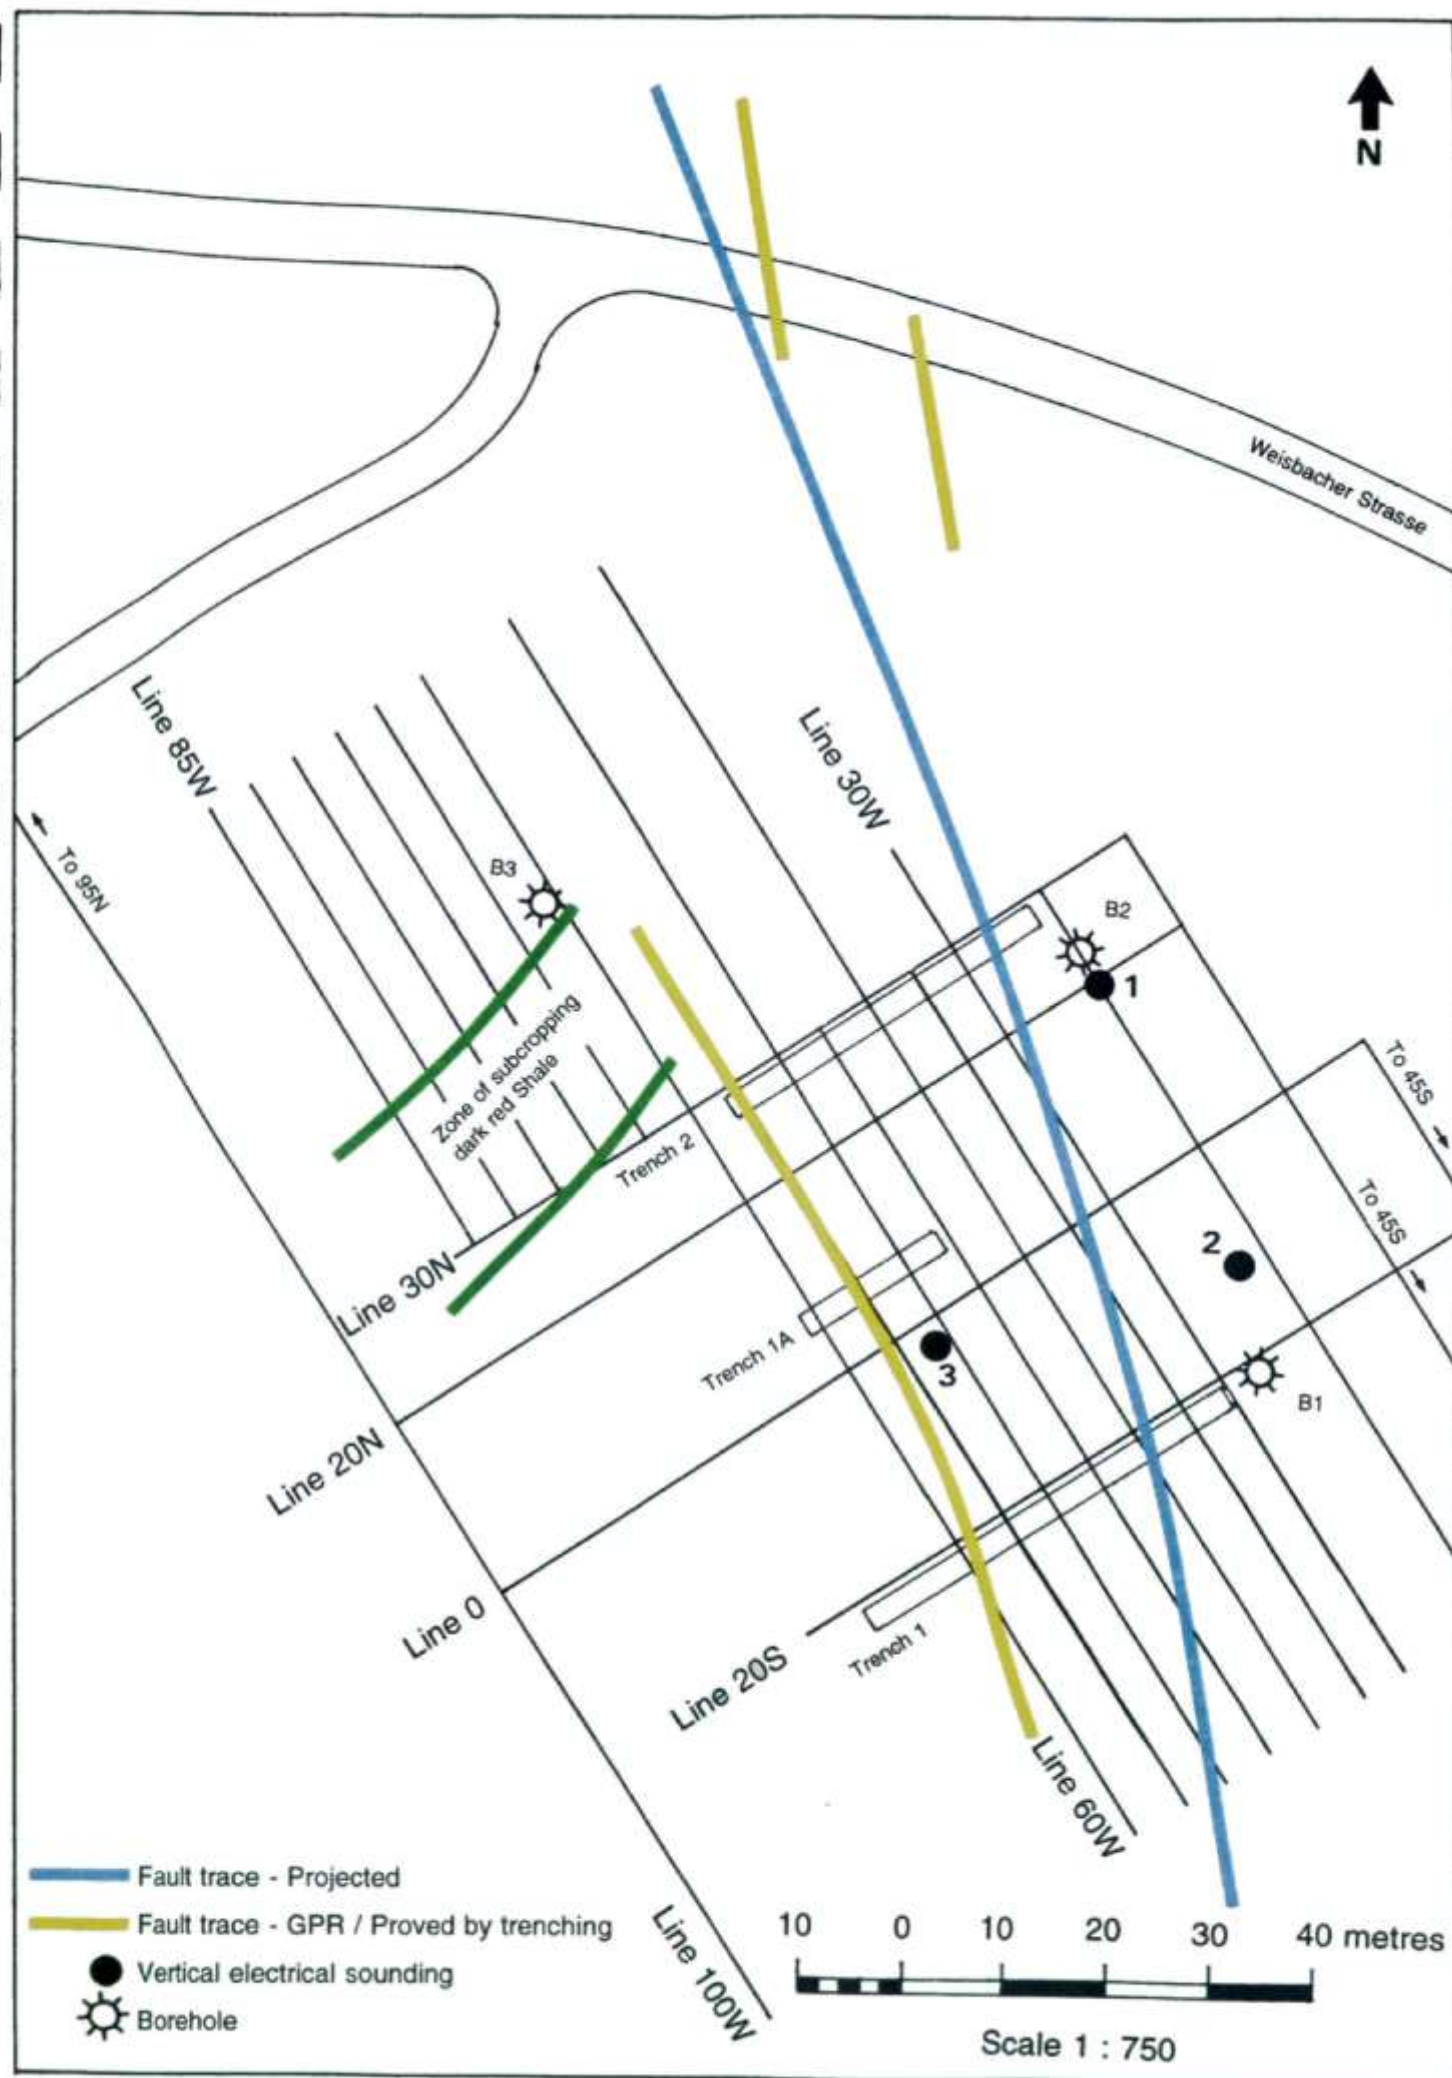 N
Weisbacher Strasse
Line 85W
Line 30W
To 95N
B3
B2
1
Zone of subcropping
dark red Shale
Trench 2
To 45S
To 45S
2
Line 30N
Trench 1A
3
B1
Line 20N
Line 0
Trench 1
Line 20S
Line 60W
Line 100W
Fault trace - Projected
Fault trace - GPR / Proved by trenching
Vertical electrical sounding
Borehole
10 0 10 20 30 40 metres
Scale 1 : 750